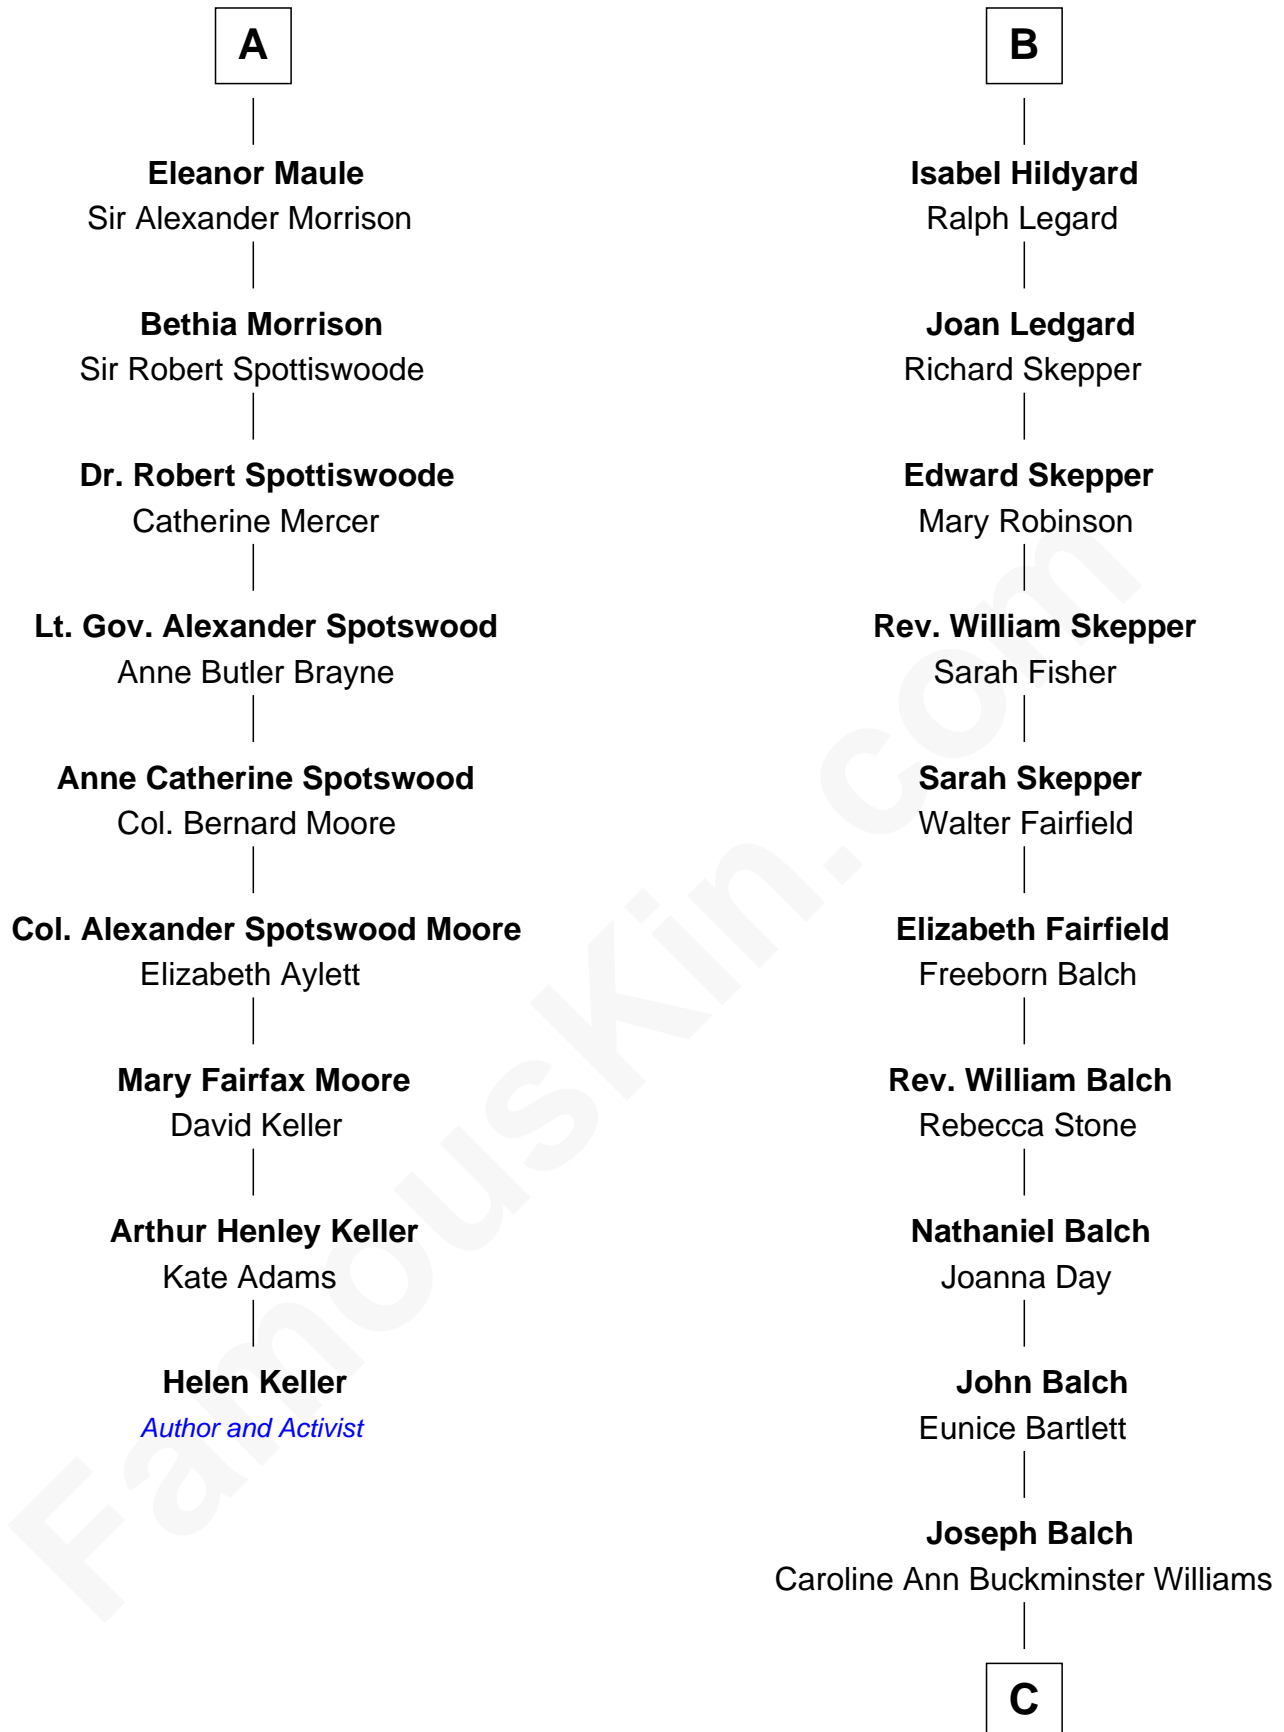 A
Eleanor Maule
Sir Alexander Morrison
Bethia Morrison
Sir Robert Spottiswoode
Dr. Robert Spottiswoode
Catherine Mercer
Lt. Gov. Alexander Spotswood
Anne Butler Brayne
Anne Catherine Spotswood
Col. Bernard Moore
Col. Alexander Spotswood Moore
Elizabeth Aylett
Mary Fairfax Moore
David Keller
Arthur Henley Keller
Kate Adams
Helen Keller
Author and Activist
B
Isabel Hildyard
Ralph Legard
Joan Ledgard
Richard Skepper
Edward Skepper
Mary Robinson
Rev. William Skepper
Sarah Fisher
Sarah Skepper
Walter Fairfield
Elizabeth Fairfield
Freeborn Balch
Rev. William Balch
Rebecca Stone
Nathaniel Balch
Joanna Day
John Balch
Eunice Bartlett
Joseph Balch
Caroline Ann Buckminster Williams
C
FamousKin.com